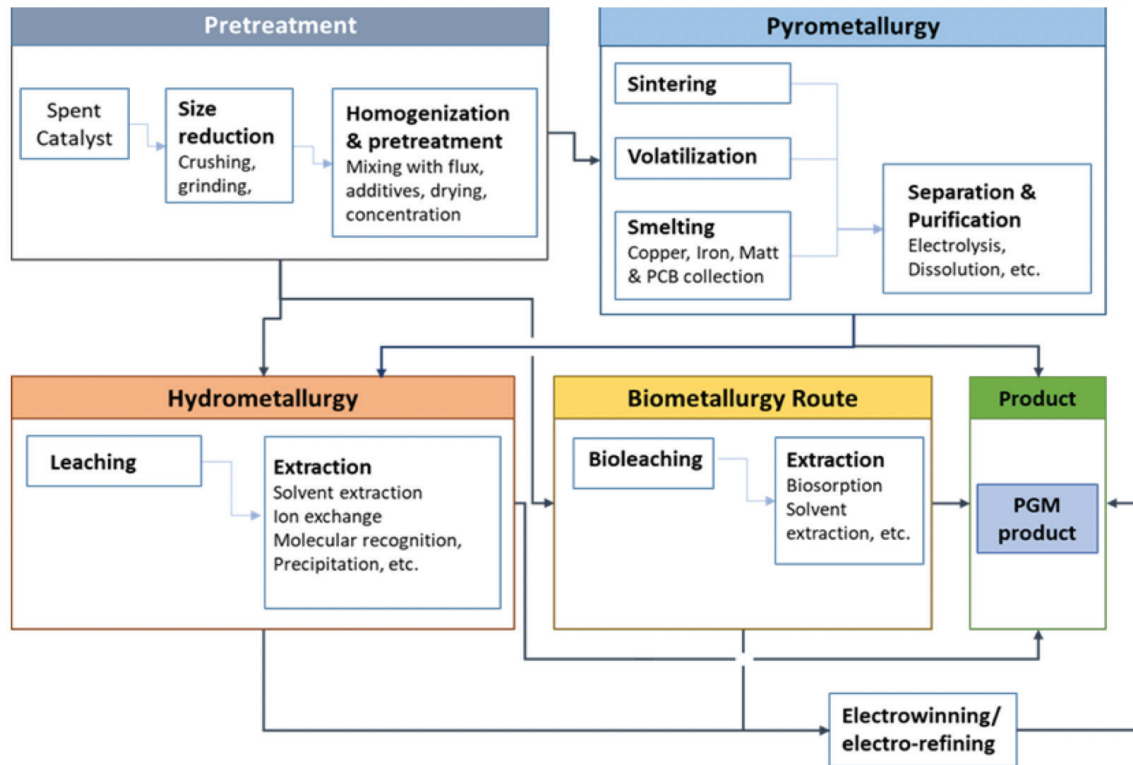 Pretreatment
Spent
Catalyst
Size
reduction
Crushing,
grinding,
Homogenization
& pretreatment
Mixing with flux,
additives, drying,
concentration
Pyrometallurgy
Sintering
Volatilization
Smelting
Copper, Iron, Matt
& PCB collection
Separation &
Purification
Electrolysis,
Dissolution, etc.
Hydrometallurgy
Leaching
Extraction
Solvent extraction
Ion exchange
Molecular recognition,
Precipitation, etc.
Biometallurgy Route
Bioleaching
Extraction
Biosorption
Solvent
extraction, etc.
Product
PGM
product
Electrowinning/
electro-refining